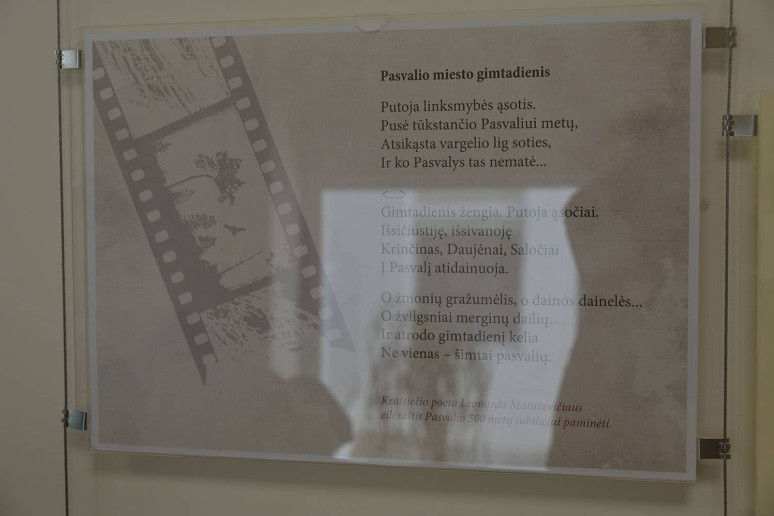 Pasvalio miesto gimtadienis
Putoja linksmybės ąsotis.
Pusė tūkstančio Pasvaliui metų,
Atsikąsta vargelio lig soties,
Ir ko Pasvalys tas nematė...
<...>
Gimtadienis žengia. Putoja ąsočiai.
Išsičiustiję, išsivanoję
Krinčinas, Daujėnai, Saločiai
Į Pasvalį atidainuoja.
O žmonių gražumėlis, o dainos dainelės...
O žvilgsniai merginų dailių...
Ir atrodo gimtadienį kelia
Ne vienas – šimtai pasvalių.
Kraštiečio poeto Leonardo Matuzevičiaus
eilėraštis Pasvalio 500 metų jubiliejui paminėti.